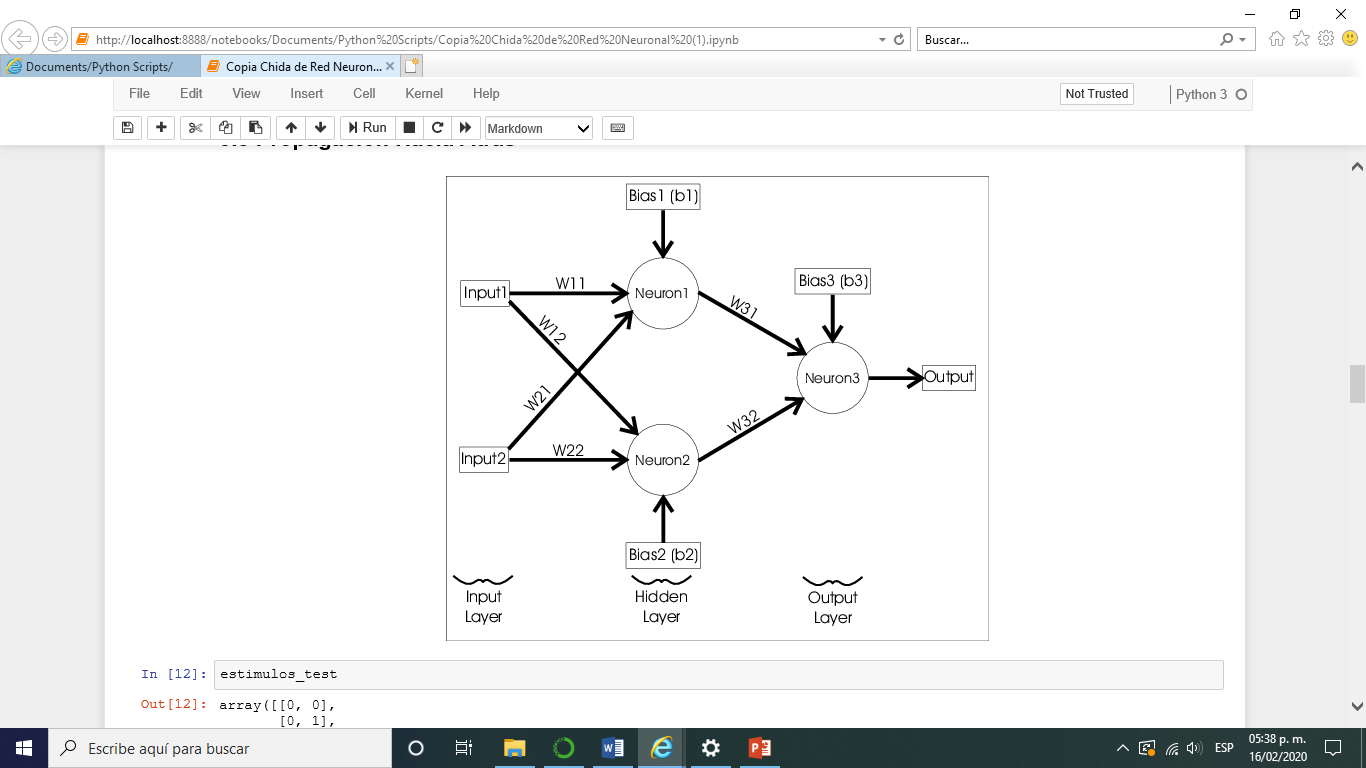 http://localhost:8888/notebooks/Documents/Python%20Scripts/Copia%20Chida%20de%20Red%20Neuronal%20(1).ipynb
Buscar...
Documents/Python Scripts/
Copia Chida de Red Neuron...
File Edit View Insert Cell Kernel Help
Not Trusted
Python 3
Run
Markdown
Bias1 (b1)
Input1
W11
Neuron1
W12
W31
Bias3 (b3)
Neuron3
Output
W21
W32
Input2
W22
Neuron2
Bias2 (b2)
Input
Layer
Hidden
Layer
Output
Layer
In [12]: estimulos_test
Out[12]: array([[0, 0],
[0, 1],
Escribe aquí para buscar
ESP
05:38 p. m.
16/02/2020